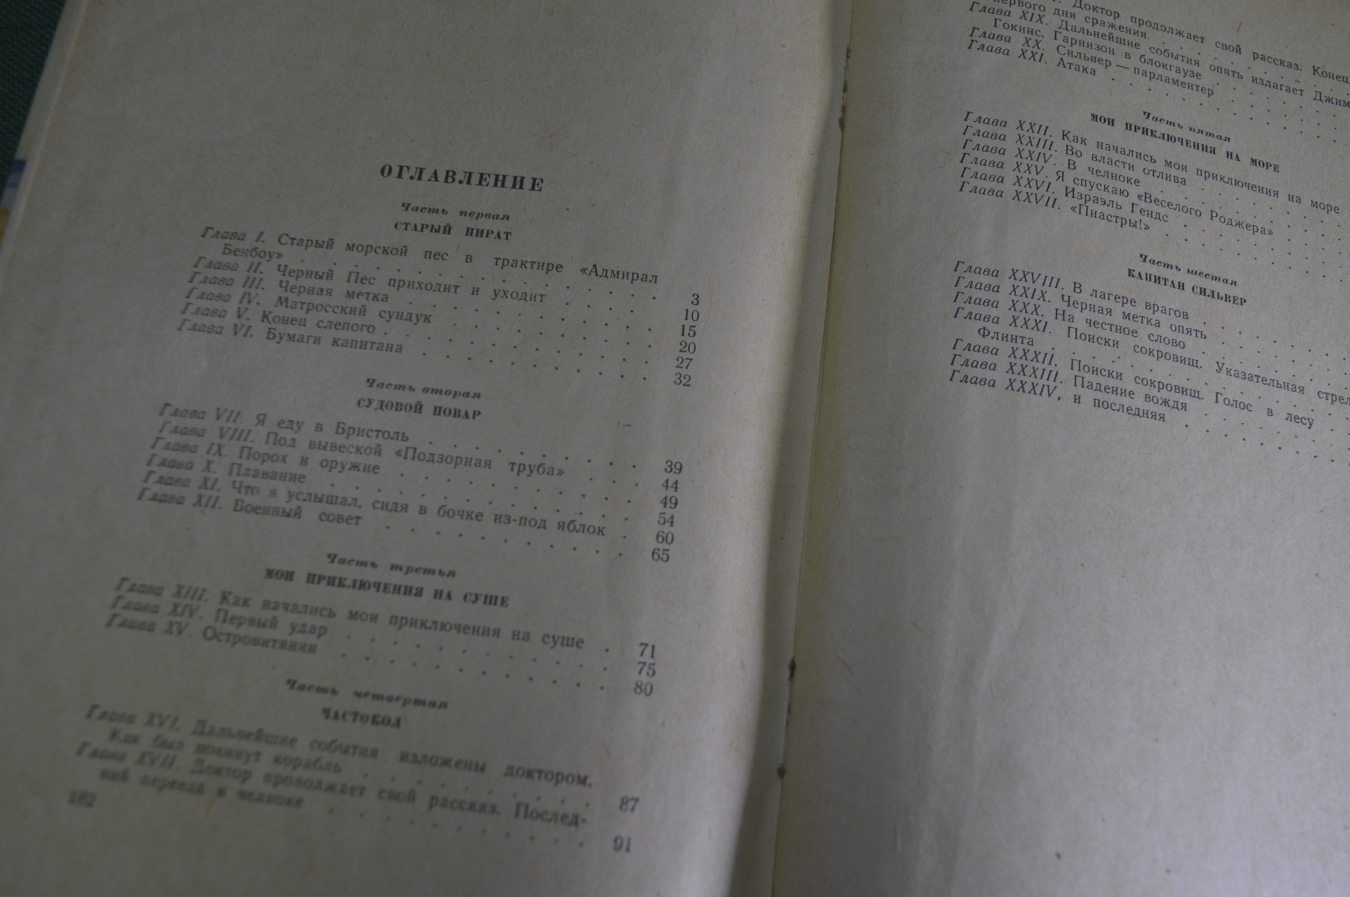 ОГЛАВЛЕНИЕ
Часть первая
СТАРЫЙ ПИРАТ
Глава I. Старый морской пес в трактире «Адмирал
Бенбоу» . . . . . . . . . . . . . . . 3
Глава II. Черный Пес приходит и уходит . . . . . 10
Глава III. Черная метка . . . . . . . . . . . 15
Глава IV. Матросский сундук . . . . . . . . . 20
Глава V. Конец слепого . . . . . . . . . . . 27
Глава VI. Бумаги капитана . . . . . . . . . . 32
Часть вторая
СУДОВОЙ ПОВАР
Глава VII. Я еду в Бристоль . . . . . . . . . 39
Глава VIII. Под вывеской «Подзорная труба» . . . 44
Глава IX. Порох и оружие . . . . . . . . . . 49
Глава X. Плавание . . . . . . . . . . . . . 54
Глава XI. Что я услышал, сидя в бочке из-под яблок . 60
Глава XII. Военный совет . . . . . . . . . . 65
Часть третья
МОИ ПРИКЛЮЧЕНИЯ НА СУШЕ
Глава XIII. Как начались мои приключения на суше . 71
Глава XIV. Первый удар . . . . . . . . . . . 75
Глава XV. Островитянин . . . . . . . . . . . 80
Часть четвертая
ЧАСТОКОЛ
Глава XVI. Дальнейшие события изложены доктором.
Как был покинут корабль . . . . . . . . . 87
Глава XVII. Доктор продолжает свой рассказ. Послед-
ний переезд в челноке . . . . . . . . . . 91
182
Доктор продолжает свой рассказ. Конец
первого дня сражения . . . . . . .
Глава XIX. Дальнейшие события опять излагает Джим
Гокинс. Гарнизон в блокгаузе . . . . .
Глава XX. Сильвер — парламентер . . . . .
Глава XXI. Атака . . . . . . . . .
Часть пятая
МОИ ПРИКЛЮЧЕНИЯ НА МОРЕ
Глава XXII. Как начались мои приключения на море
Глава XXIII. Во власти отлива . . . . . .
Глава XXIV. В челноке . . . . . . . .
Глава XXV. Я спускаю «Веселого Роджера» . . .
Глава XXVI. Израэль Гендс . . . . . . .
Глава XXVII. «Пиастры!» . . . . . . . .
Часть шестая
КАПИТАН СИЛЬВЕР
Глава XXVIII. В лагере врагов . . . . . .
Глава XXIX. Черная метка опять . . . . . .
Глава XXX. На честное слово . . . . . . .
Глава XXXI. Поиски сокровищ. Указательная стрел
Флинта . . . . . . . . . . .
Глава XXXII. Поиски сокровищ. Голос в лесу . .
Глава XXXIII. Падение вождя . . . . . . .
Глава XXXIV, и последняя . . . . . . . .